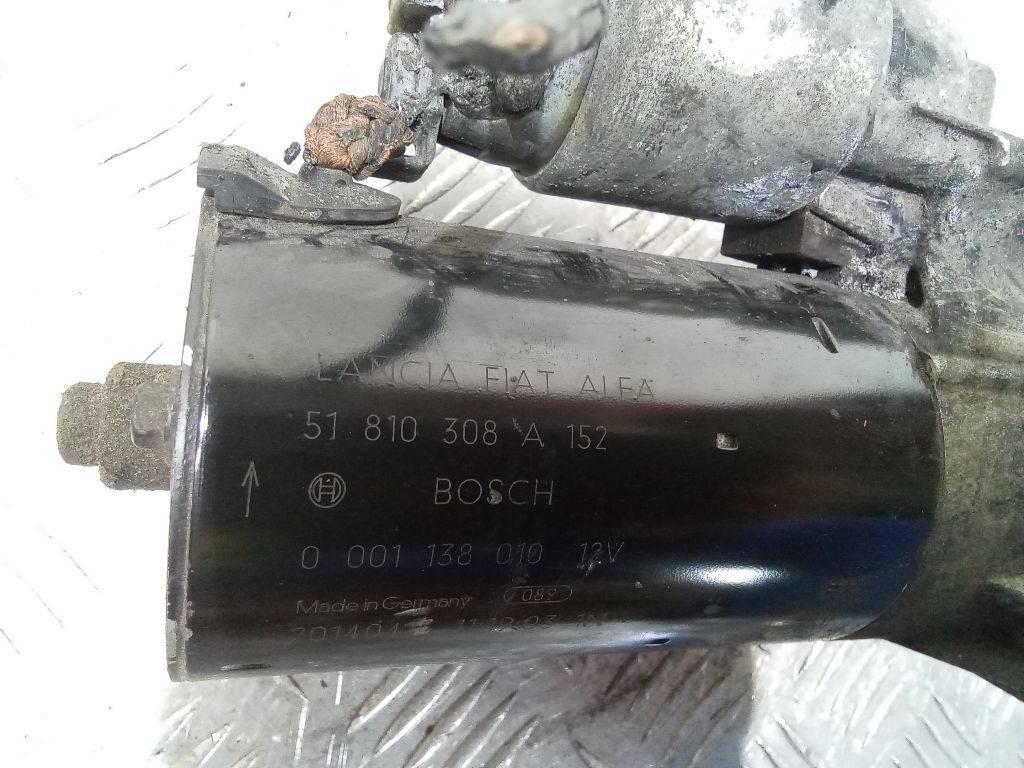 LANCIA FIAT ALFA
51 810 308 A 152
BOSCH
0 001 138 010 12V
Made in Germany 089